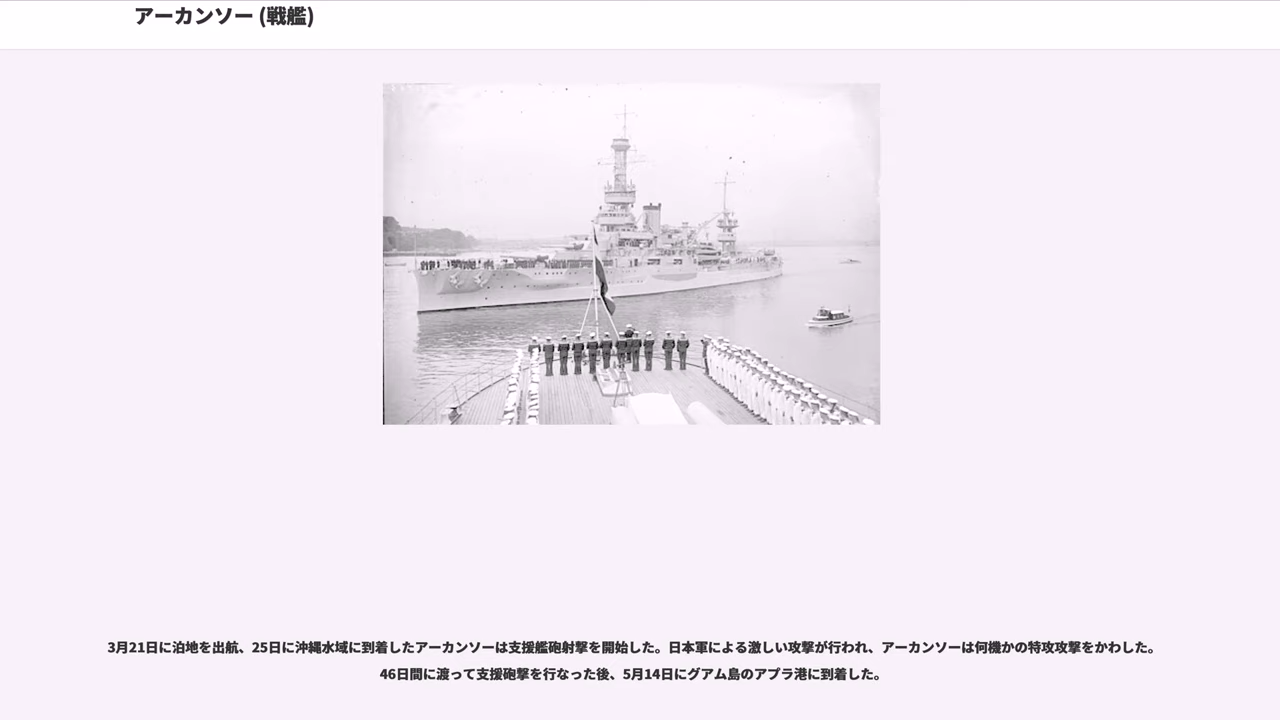 アーカンソー (戦艦)
3月21日に泊地を出航、25日に沖縄水域に到着したアーカンソーは支援艦砲射撃を開始した。日本軍による激しい攻撃が行われ、アーカンソーは何機かの特攻攻撃をかわした。
46日間に渡って支援砲撃を行なった後、5月14日にグアム島のアプラ港に到着した。